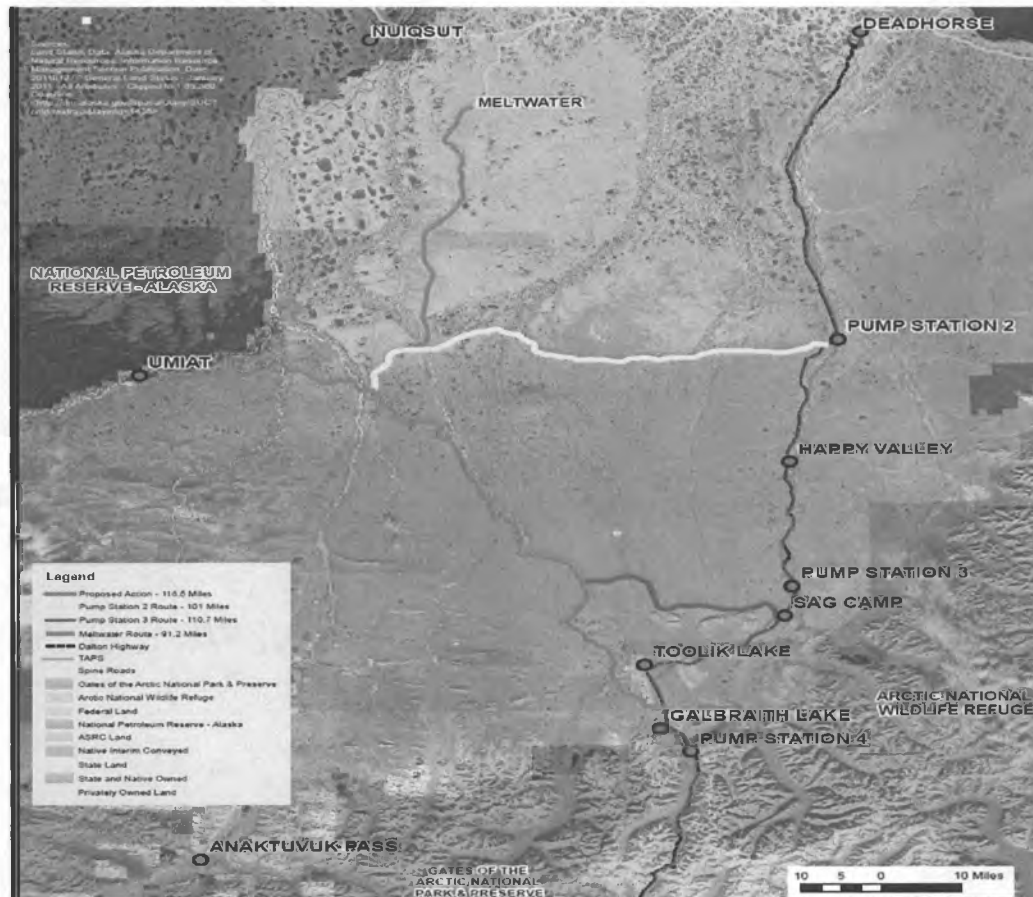 NUIQSUT
DEADHORSE
Sources:
MELTWATER
NATIONAL PETROLEUM
RESERVE - ALASKA
PUMP STATION 2
UMIAT
HAPPY VALLEY
PUMP STATION 3
SAG CAMP
TOOLIK LAKE
ARCTIC NATIONAL
WILDLIFE REFUGE
GALBRAITH LAKE
PUMP STATION 4
Legend
Proposed Action - Miles
Pump Station 2 Route - 101 Miles
Pump Station 3 Route - 110.7 Miles
Meltwater Route - 91.2 Miles
Dalton Highway
TAPS
Spine Roads
Gates of the Arctic National Park & Preserve
Arctic National Wildlife Refuge
Federal Land
National Petroleum Reserve - Alaska
ASRC Land
Native Interim Conveyed
State Land
State and Native Owned
Privately Owned Land
ANAKTUVUK PASS
GATES OF THE
ARCTIC NATIONAL
PARK & PRESERVE
10 5 0 10 Miles